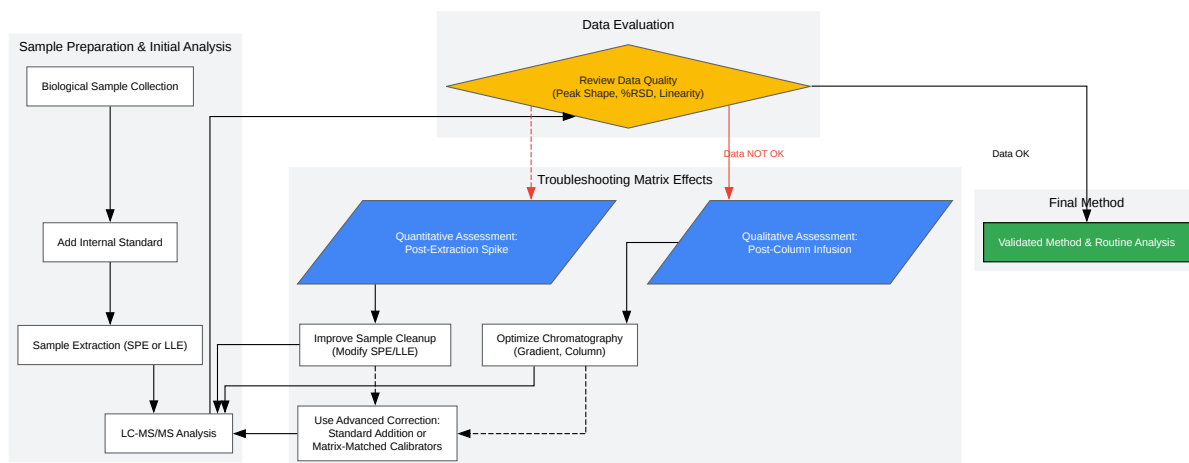 Data Evaluation
Sample Preparation & Initial Analysis
Biological Sample Collection
Review Data Quality
(Peak Shape, %RSD, Linearity)
Data NOT OK
Data OK
Troubleshooting Matrix Effects
Final Method
Add Internal Standard
Quantitative Assessment:
Post-Extraction Spike
Qualitative Assessment:
Post-Column Infusion
Validated Method & Routine Analysis
Sample Extraction (SPE or LLE)
Improve Sample Cleanup
(Modify SPE/LLE)
Optimize Chromatography
(Gradient, Column)
LC-MS/MS Analysis
Use Advanced Correction:
Standard Addition or
Matrix-Matched Calibrators